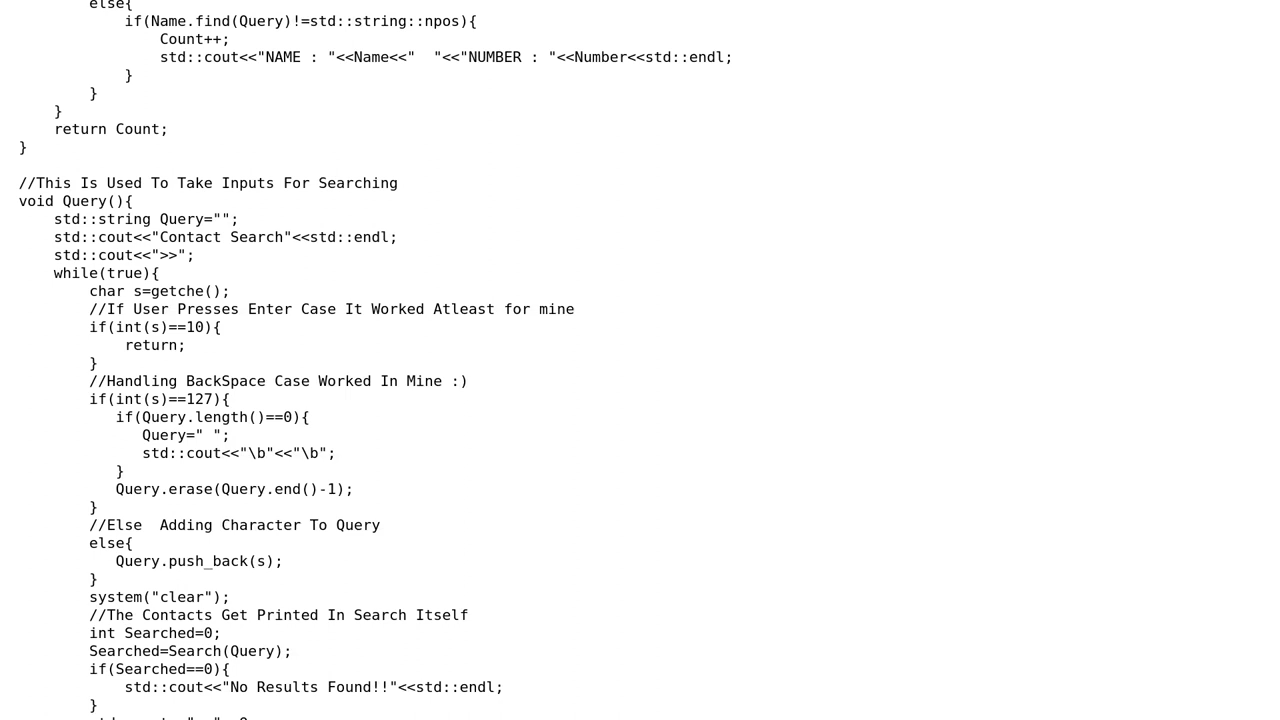 else{
            if(Name.find(Query)!=std::string::npos){
                Count++;
                std::cout<<"NAME : "<<Name<<"  "<<"NUMBER : "<<Number<<std::endl;
            }
        }
    }
    return Count;
}

//This Is Used To Take Inputs For Searching
void Query(){
    std::string Query="";
    std::cout<<"Contact Search"<<std::endl;
    std::cout<<">>";
    while(true){
        char s=getche();
        //If User Presses Enter Case It Worked Atleast for mine
        if(int(s)==10){
            return;
        }
        //Handling BackSpace Case Worked In Mine :)
        if(int(s)==127){
           if(Query.length()==0){
              Query=" ";
              std::cout<<"\b"<<"\b";
           }
           Query.erase(Query.end()-1);
        }
        //Else  Adding Character To Query
        else{
           Query.push_back(s);
        }
        system("clear");
        //The Contacts Get Printed In Search Itself
        int Searched=0;
        Searched=Search(Query);
        if(Searched==0){
            std::cout<<"No Results Found!!"<<std::endl;
        }